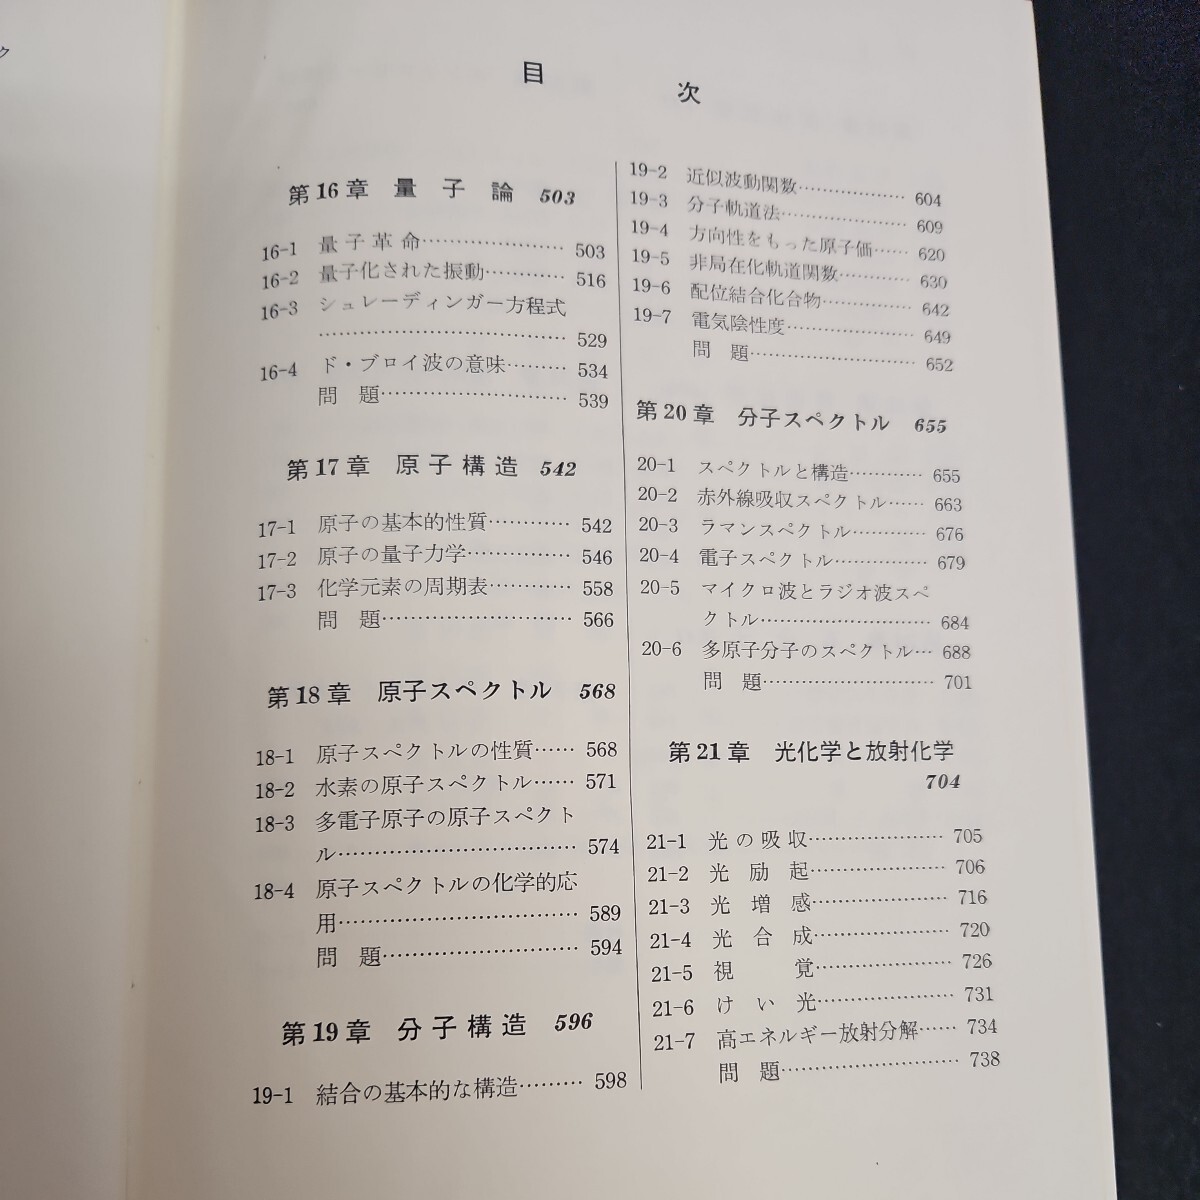 ク
目 次
第16章 量子論 503
16-1 量子革命………………… 503
16-2 量子化された振動………… 516
16-3 シュレーディンガー方程式
……………………………… 529
16-4 ド・ブロイ波の意味……… 534
問 題……………………… 539
第17章 原子構造 542
17-1 原子の基本的性質………… 542
17-2 原子の量子力学…………… 546
17-3 化学元素の周期表………… 558
問 題……………………… 566
第18章 原子スペクトル 568
18-1 原子スペクトルの性質…… 568
18-2 水素の原子スペクトル…… 571
18-3 多電子原子の原子スペクト
ル…………………………… 574
18-4 原子スペクトルの化学的応
用…………………………… 589
問 題……………………… 594
第19章 分子構造 596
19-1 結合の基本的な構造……… 598
19-2 近似波動関数……………… 604
19-3 分子軌道法………………… 609
19-4 方向性をもった原子価…… 620
19-5 非局在化軌道関数………… 630
19-6 配位結合化合物…………… 642
19-7 電気陰性度………………… 649
問 題……………………… 652
第20章 分子スペクトル 655
20-1 スペクトルと構造………… 655
20-2 赤外線吸収スペクトル…… 663
20-3 ラマンスペクトル………… 676
20-4 電子スペクトル…………… 679
20-5 マイクロ波とラジオ波スペ
クトル……………………… 684
20-6 多原子分子のスペクトル… 688
問 題……………………… 701
第21章 光化学と放射化学
704
21-1 光の吸収………………… 705
21-2 光励起………………… 706
21-3 光増感………………… 716
21-4 光合成………………… 720
21-5 視 覚………………… 726
21-6 けい光………………… 731
21-7 高エネルギー放射分解…… 734
問 題……………………… 738